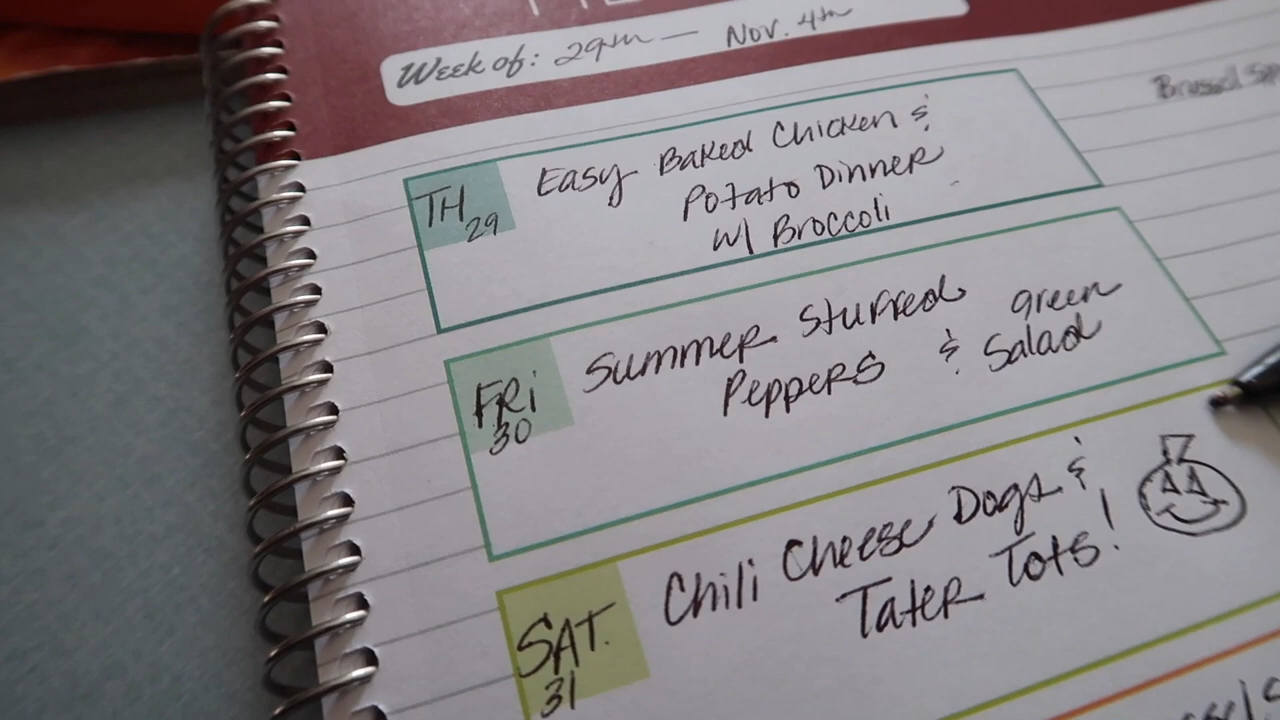 Week of: 29th — Nov. 4th
Brussel
TH 29
Easy Baked Chicken &
Potato Dinner
w/ Broccoli
FRi 30
Summer Stuffed
Peppers & green
Salad
SAT. 31
Chili Cheese Dogs &
Tater Tots!